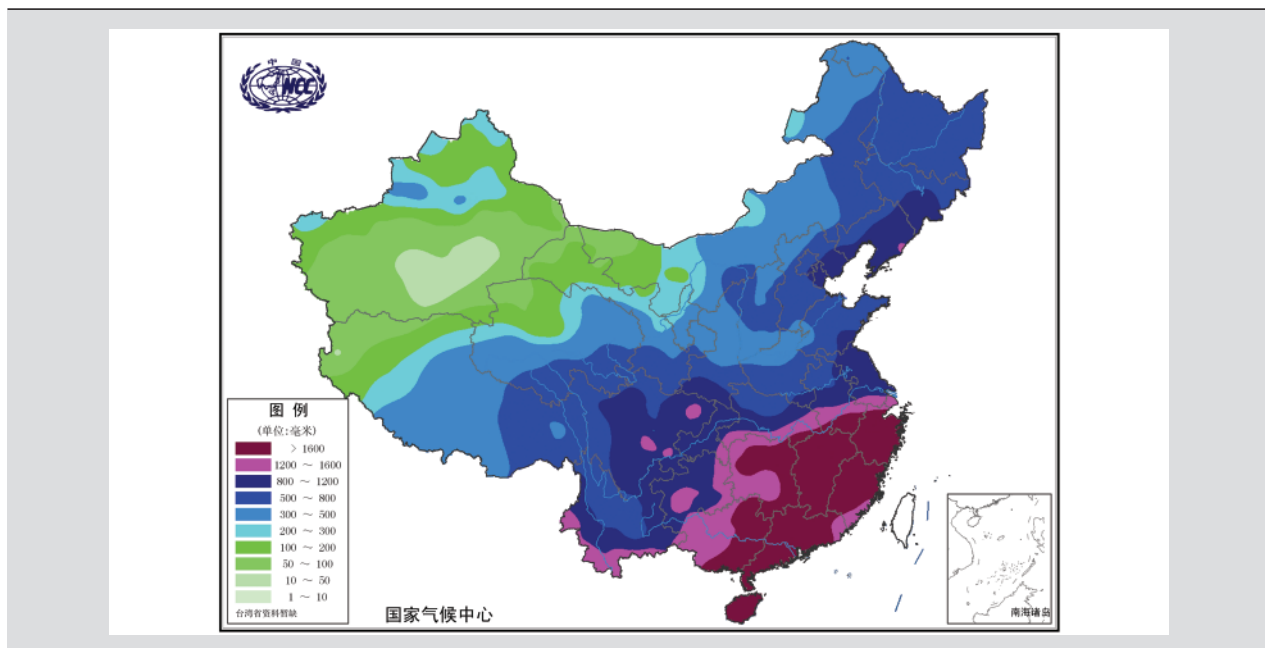 中 国
NCC
图 例
(单位:毫米)
> 1600
1200 ~ 1600
800 ~ 1200
500 ~ 800
300 ~ 500
200 ~ 300
100 ~ 200
50 ~ 100
10 ~ 50
1 ~ 10
台湾省资料暂缺
国家气候中心
南海诸岛